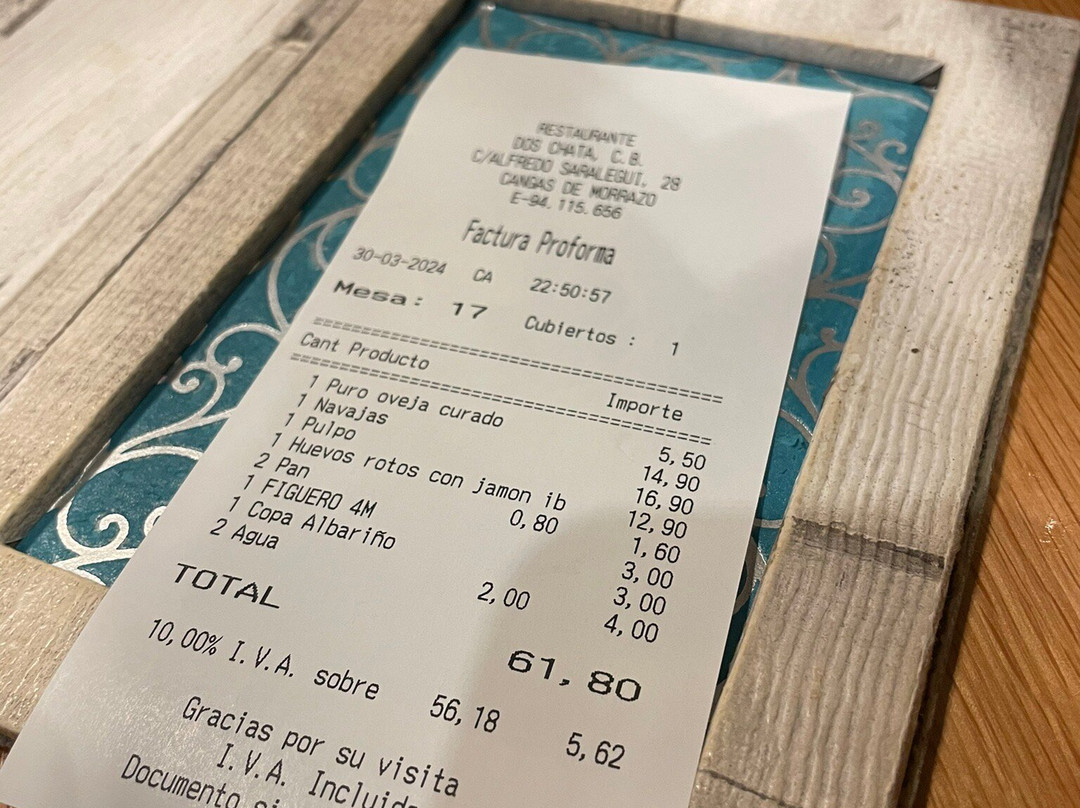 RESTAURANTE
DOS CHATA, C.B.
C/ALFREDO SARALEGUI, 28
CANGAS DE MORRAZO
E-94.115.656
Factura Proforma
30-03-2024 CA 22:50:57
Mesa: 17 Cubiertos : 1
========================================
Cant Producto Importe
========================================
1 Puro oveja curado 5,50
1 Navajas 14,90
1 Pulpo 16,90
1 Huevos rotos con jamon ib 12,90
2 Pan 0,80 1,60
1 FIGUERO 4M 3,00
1 Copa Albariño 3,00
2 Agua 2,00 4,00
TOTAL 61,80
10,00% I.V.A. sobre 56,18 5,62
Gracias por su visita
I.V.A. Incluido
Documento